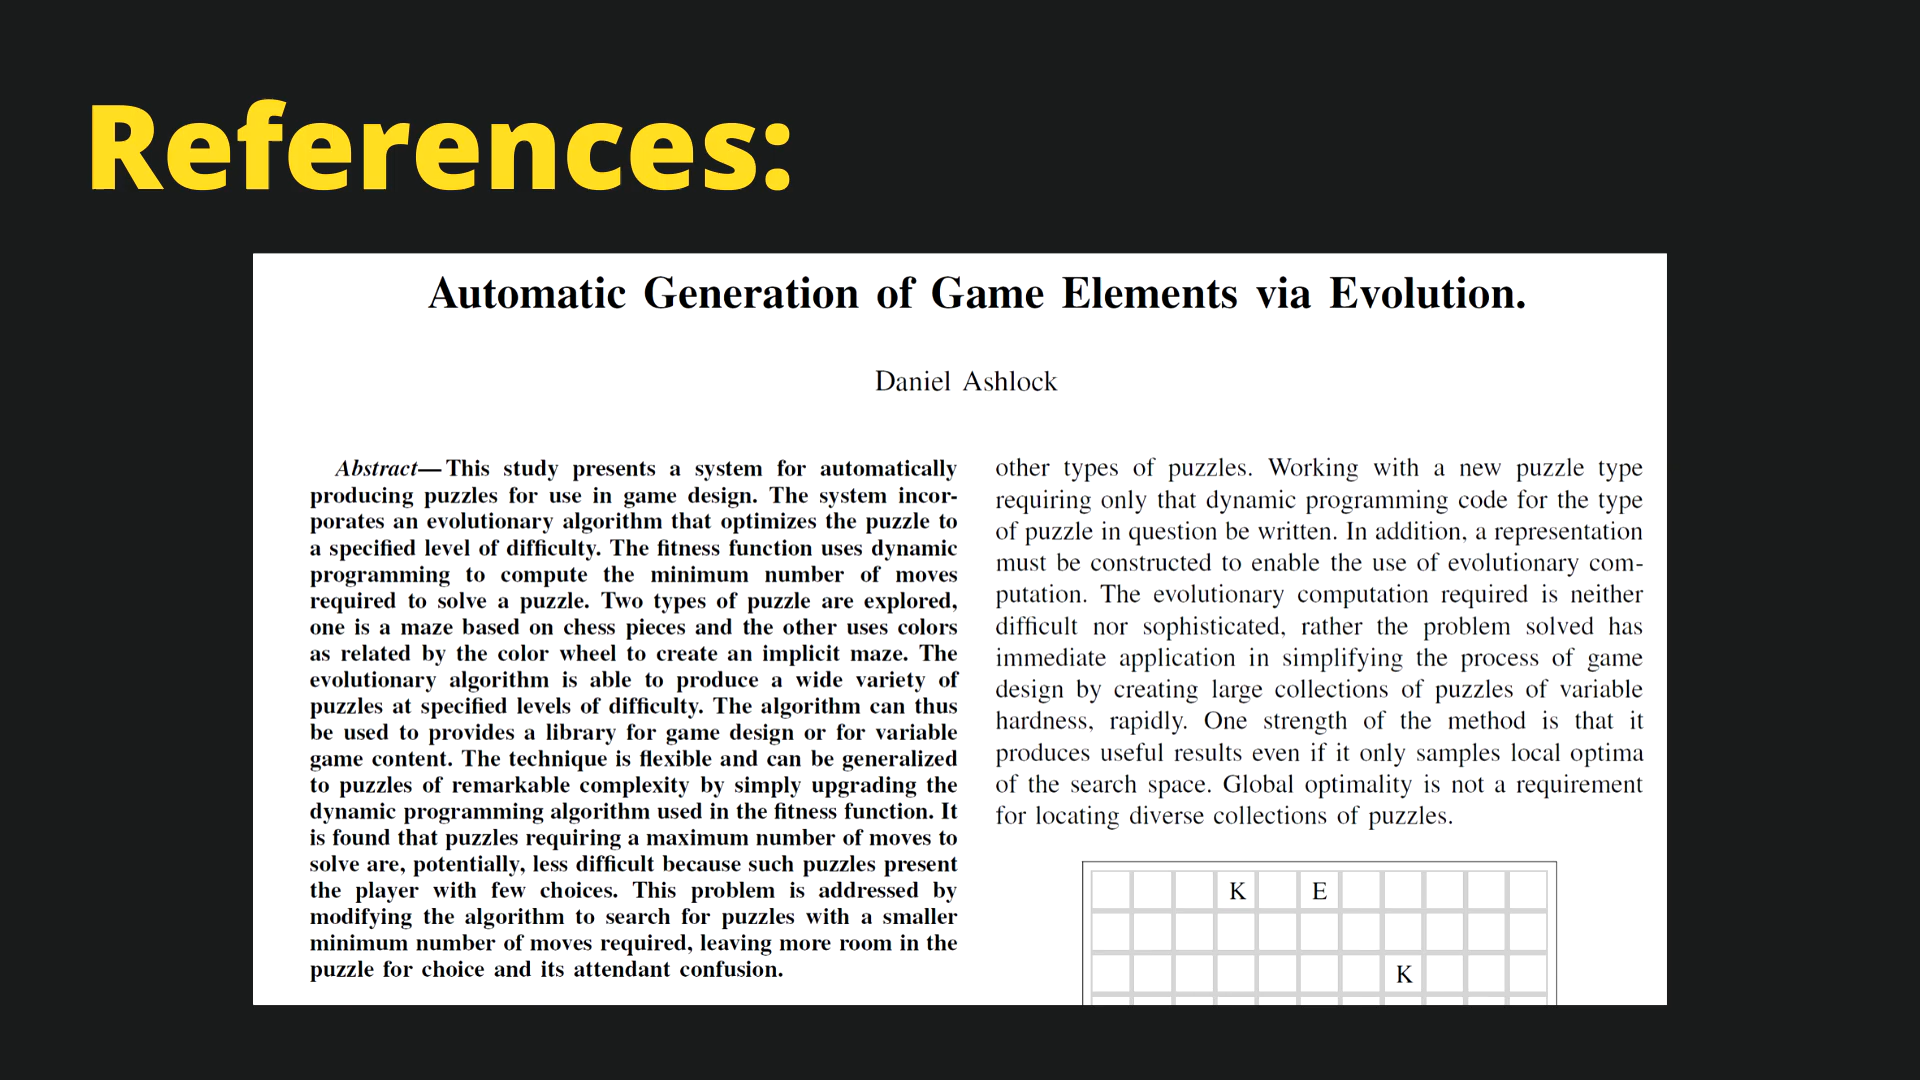 References:
Automatic Generation of Game Elements via Evolution.
Daniel Ashlock
Abstract—This study presents a system for automatically
producing puzzles for use in game design. The system incor-
porates an evolutionary algorithm that optimizes the puzzle to
a specified level of difficulty. The fitness function uses dynamic
programming to compute the minimum number of moves
required to solve a puzzle. Two types of puzzle are explored,
one is a maze based on chess pieces and the other uses colors
as related by the color wheel to create an implicit maze. The
evolutionary algorithm is able to produce a wide variety of
puzzles at specified levels of difficulty. The algorithm can thus
be used to provides a library for game design or for variable
game content. The technique is flexible and can be generalized
to puzzles of remarkable complexity by simply upgrading the
dynamic programming algorithm used in the fitness function. It
is found that puzzles requiring a maximum number of moves to
solve are, potentially, less difficult because such puzzles present
the player with few choices. This problem is addressed by
modifying the algorithm to search for puzzles with a smaller
minimum number of moves required, leaving more room in the
puzzle for choice and its attendant confusion.
other types of puzzles. Working with a new puzzle type
requiring only that dynamic programming code for the type
of puzzle in question be written. In addition, a representation
must be constructed to enable the use of evolutionary com-
putation. The evolutionary computation required is neither
difficult nor sophisticated, rather the problem solved has
immediate application in simplifying the process of game
design by creating large collections of puzzles of variable
hardness, rapidly. One strength of the method is that it
produces useful results even if it only samples local optima
of the search space. Global optimality is not a requirement
for locating diverse collections of puzzles.
K E
K